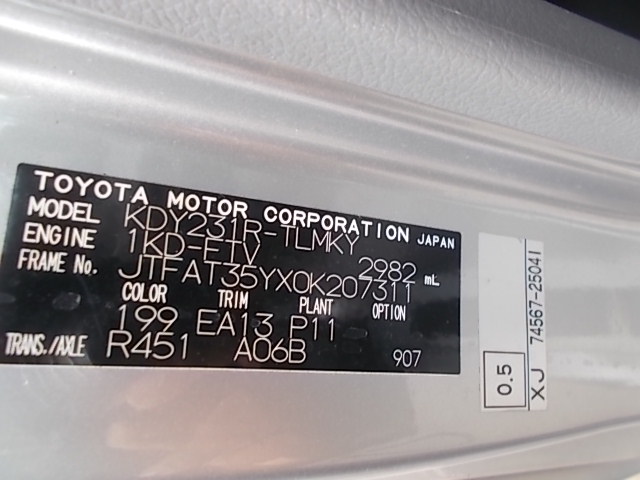 TOYOTA MOTOR CORPORATION JAPAN
MODEL KDY231R-TLMKY
ENGINE 1KD-FTV 2982 mL
FRAME No. JTFAT35YX0K207311
COLOR TRIM PLANT OPTION
199 EA13 P11
TRANS./AXLE R451 A06B 907
0.5
XJ 74567-25041